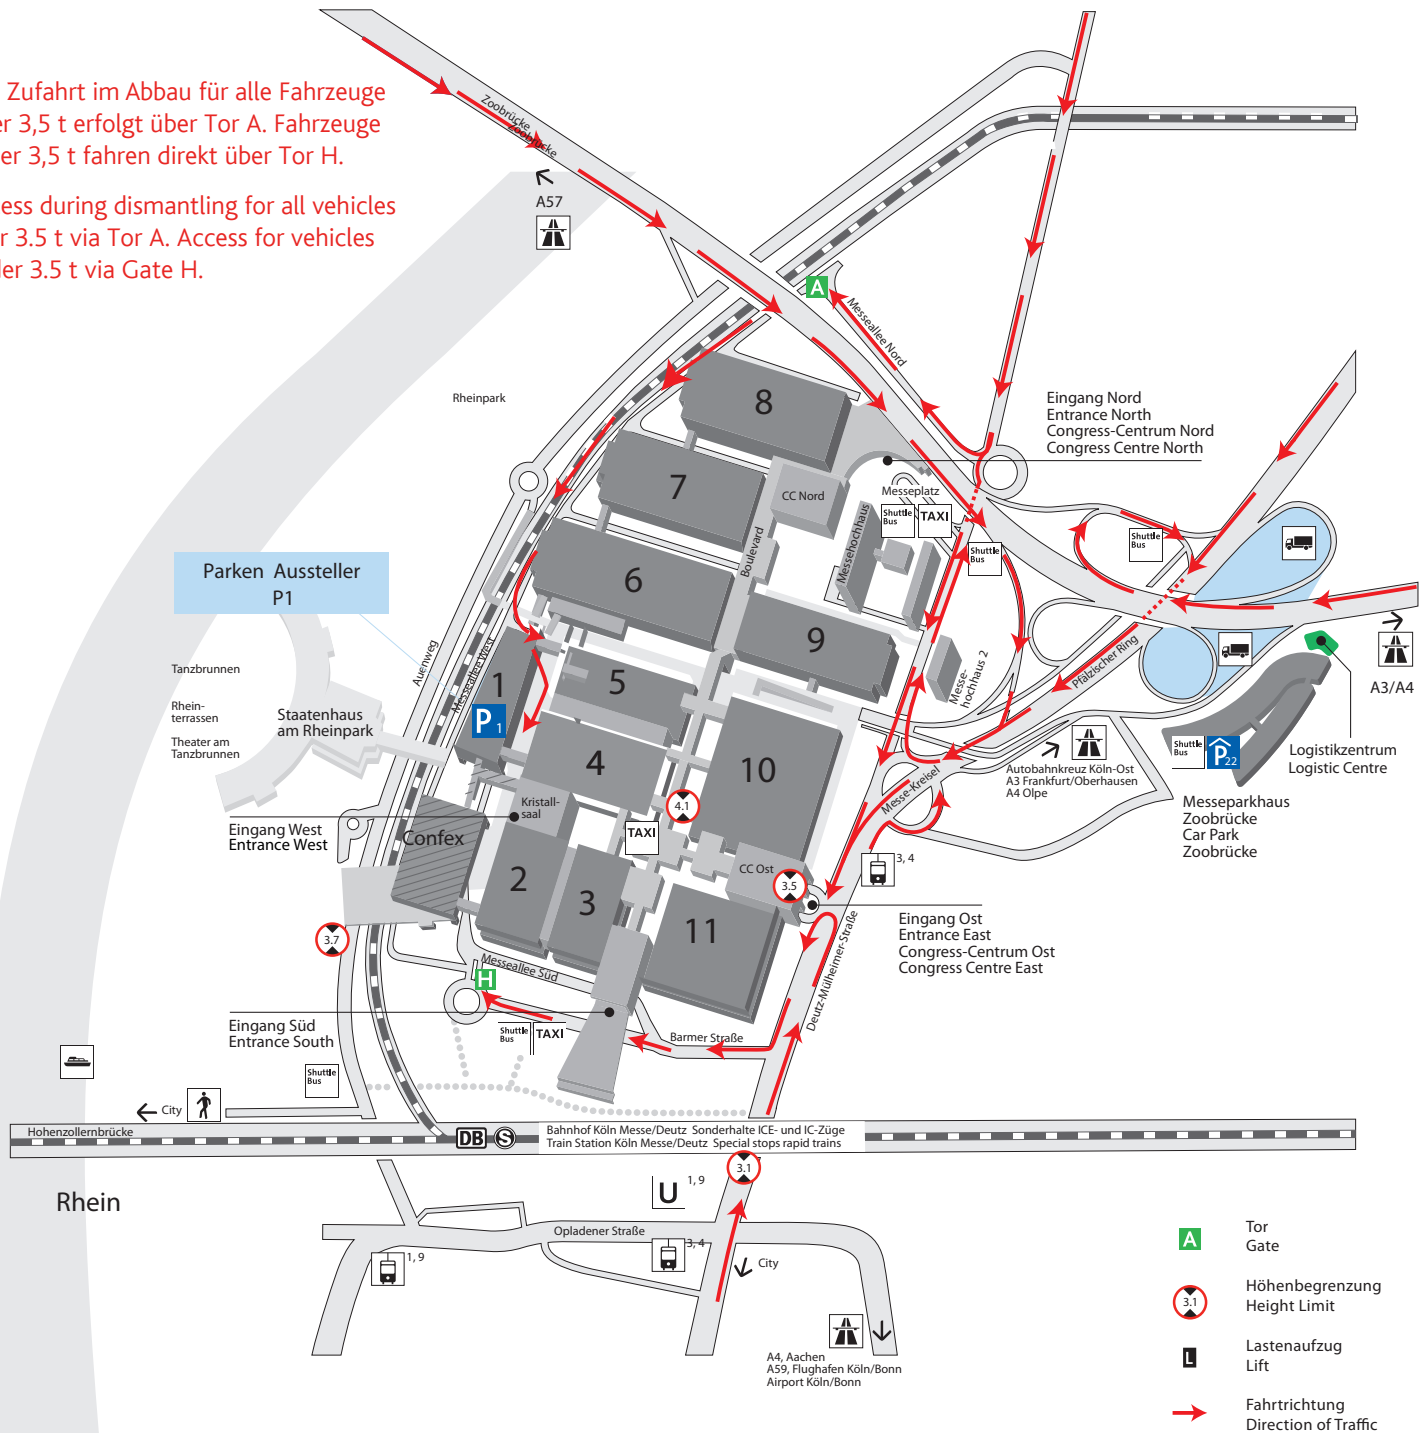 Zufahrt im Abbau für alle Fahrzeuge
er 3,5 t erfolgt über Tor A. Fahrzeuge
er 3,5 t fahren direkt über Tor H.
ess during dismantling for all vehicles
r 3.5 t via Tor A. Access for vehicles
der 3.5 t via Gate H.
Zoobrücke
Zoobrücke
A57
A
Messeallee Nord
Rheinpark
8
Eingang Nord
Entrance North
Congress-Centrum Nord
Congress Centre North
7
CC Nord
Messeplatz
Shuttle
Bus
TAXI
Messehochhaus
Boulevard
Shuttle
Bus
Shuttle
Bus
Parken Aussteller
P1
6
9
Auenweg
Messeallee West
Messe-
hochhaus 2
Pfälzischer Ring
A3/A4
Tanzbrunnen
Rhein-
terrassen
Theater am
Tanzbrunnen
Staatenhaus
am Rheinpark
1
P 1
5
4
10
Shuttle
Bus
P 22
Logistikzentrum
Logistic Centre
Autobahnkreuz Köln-Ost
A3 Frankfurt/Oberhausen
A4 Olpe
Messe-Kreisel
Messeparkhaus
Zoobrücke
Car Park
Zoobrücke
Kristall-
saal
4.1
TAXI
Eingang West
Entrance West
Confex
2
3
CC Ost
3.5
3, 4
11
Eingang Ost
Entrance East
Congress-Centrum Ost
Congress Centre East
3.7
Messeallee Süd
H
Deutz-Mülheimer-Straße
Eingang Süd
Entrance South
Shuttle
Bus
TAXI
Barmer Straße
Shuttle
Bus
City
Hohenzollernbrücke
DB
S
Bahnhof Köln Messe/Deutz Sonderhalte ICE- und IC-Züge
Train Station Köln Messe/Deutz Special stops rapid trains
3.1
Rhein
U
1, 9
Opladener Straße
1, 9
3, 4
City
A4, Aachen
A59, Flughafen Köln/Bonn
Airport Köln/Bonn
A
Tor
Gate
3.1
Höhenbegrenzung
Height Limit
L
Lastenaufzug
Lift
Fahrtrichtung
Direction of Traffic